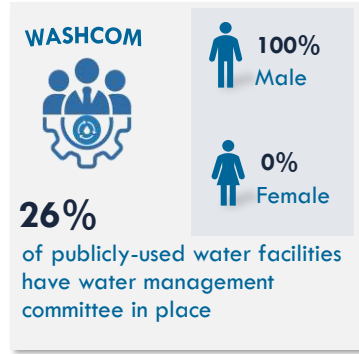 WASHCOM
100%
Male
0%
Female
26%
of publicly-used water facilities
have water management
committee in place